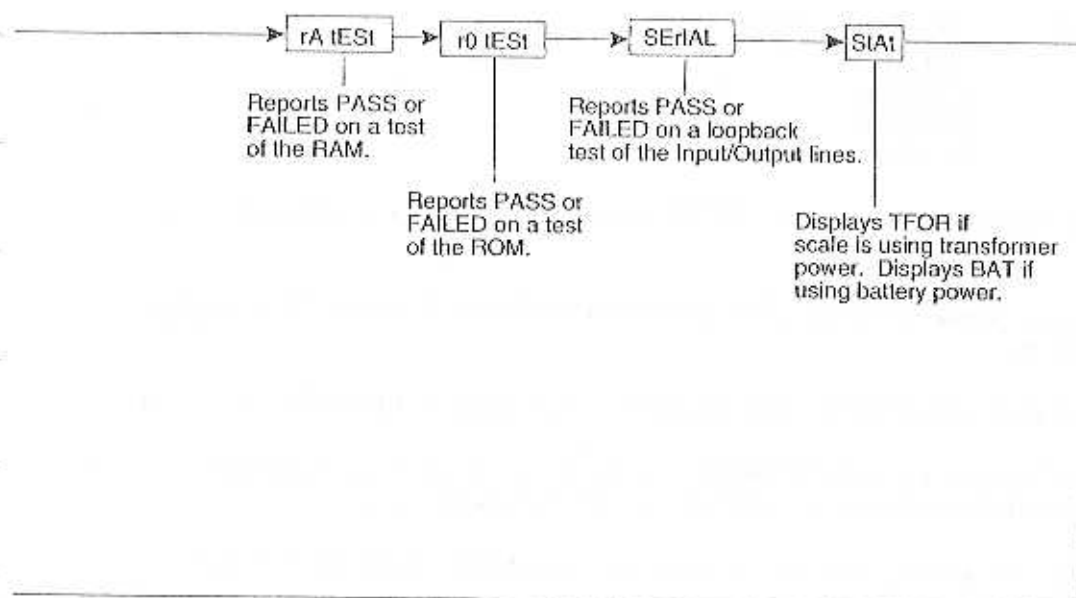 rA tESt
r0 tESt
SErIAL
StAt
Reports PASS or
FAILED on a test
of the RAM.
Reports PASS or
FAILED on a loopback
test of the Input/Output lines.
Reports PASS or
FAILED on a test
of the ROM.
Displays TFOR if
scale is using transformer
power. Displays BAT if
using battery power.